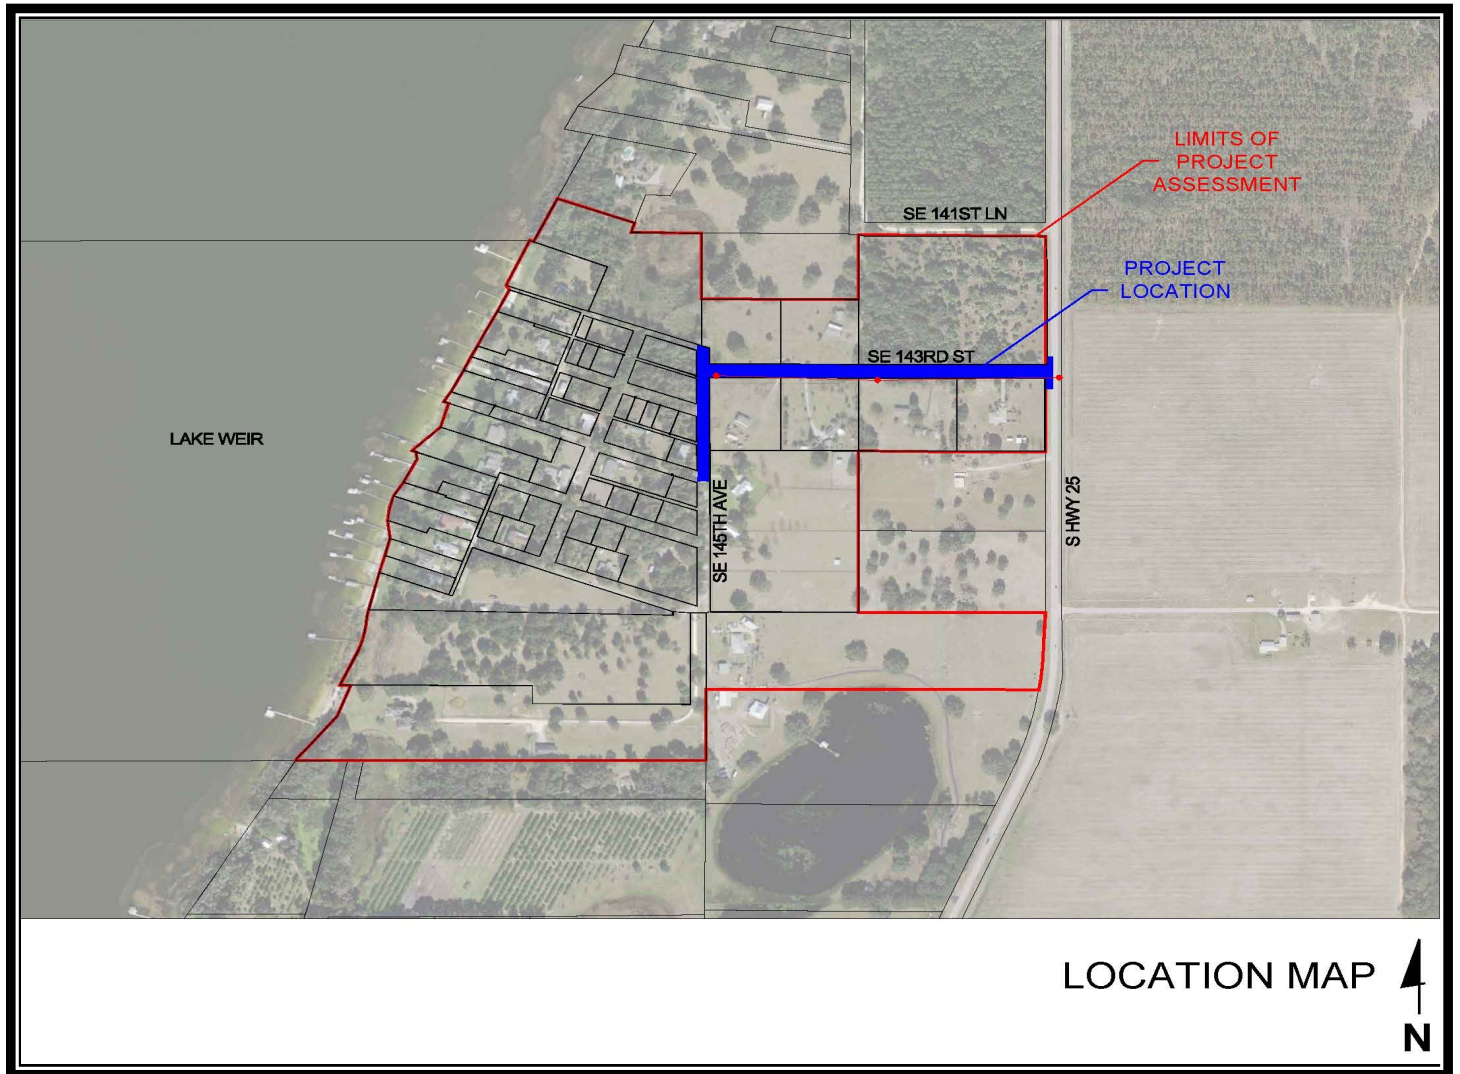 LIMITS OF
PROJECT
ASSESSMENT
SE 141ST LN
PROJECT
LOCATION
SE 143RD ST
LAKE WEIR
SE 145TH AVE
S HWY 25
LOCATION MAP
N